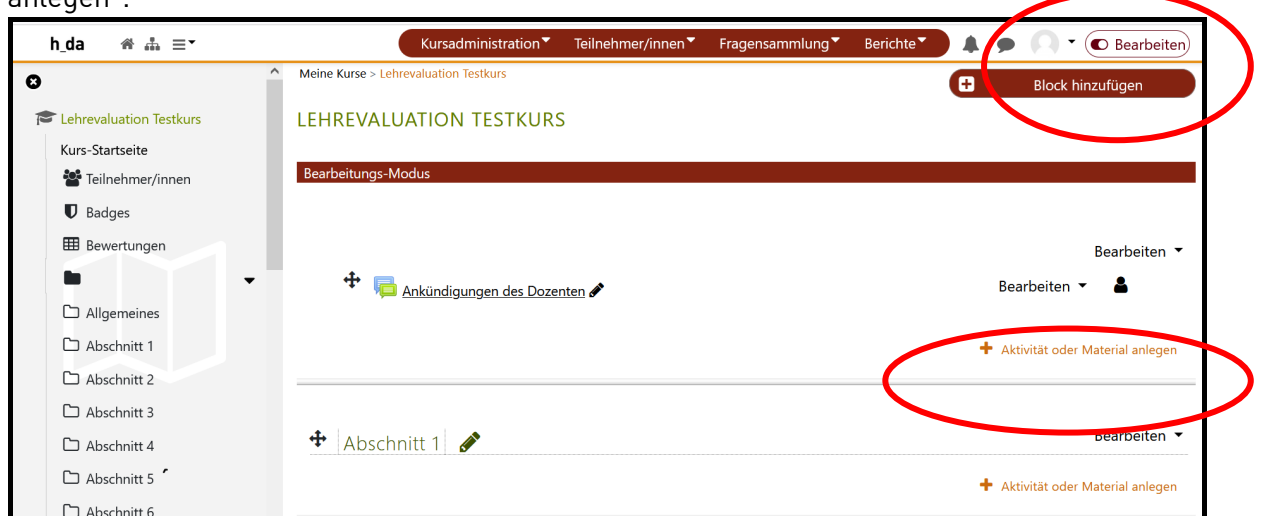 anlegen“.
h_da
Kursadministration Teilnehmer/innen Fragensammlung Berichte Bearbeiten
Meine Kurse > Lehrevaluation Testkurs
Block hinzufügen
Lehrevaluation Testkurs
Kurs-Startseite
Teilnehmer/innen
Badges
Bewertungen
Allgemeines
Abschnitt 1
Abschnitt 2
Abschnitt 3
Abschnitt 4
Abschnitt 5
Abschnitt 6
LEHREVALUATION TESTKURS
Bearbeitungs-Modus
Bearbeiten
Ankündigungen des Dozenten Bearbeiten
Aktivität oder Material anlegen
Abschnitt 1 Bearbeiten
Aktivität oder Material anlegen